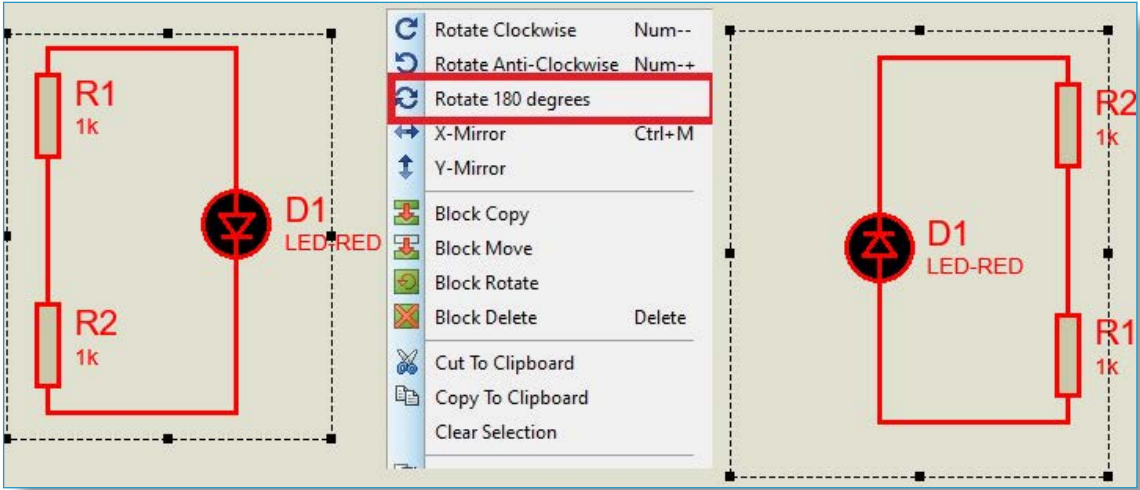 R1
1k
D1
LED-RED
R2
1k
Rotate Clockwise Num--
Rotate Anti-Clockwise Num-+
Rotate 180 degrees
X-Mirror Ctrl+M
Y-Mirror
Block Copy
Block Move
Block Rotate
Block Delete Delete
Cut To Clipboard
Copy To Clipboard
Clear Selection
R2
1k
D1
LED-RED
R1
1k